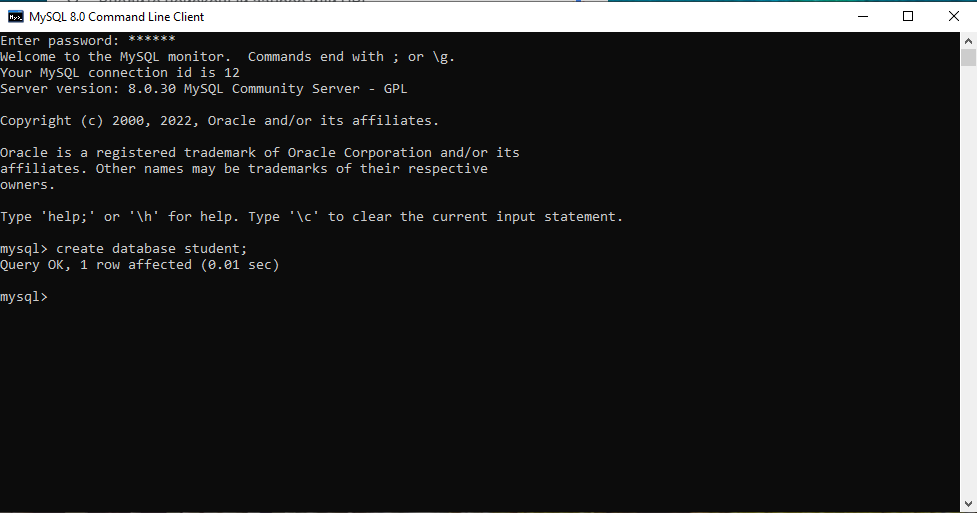 MySQL 8.0 Command Line Client
Enter password: ******
Welcome to the MySQL monitor.  Commands end with ; or \g.
Your MySQL connection id is 12
Server version: 8.0.30 MySQL Community Server - GPL
Copyright (c) 2000, 2022, Oracle and/or its affiliates.
Oracle is a registered trademark of Oracle Corporation and/or its
affiliates. Other names may be trademarks of their respective
owners.
Type 'help;' or '\h' for help. Type '\c' to clear the current input statement.
mysql> create database student;
Query OK, 1 row affected (0.01 sec)
mysql>